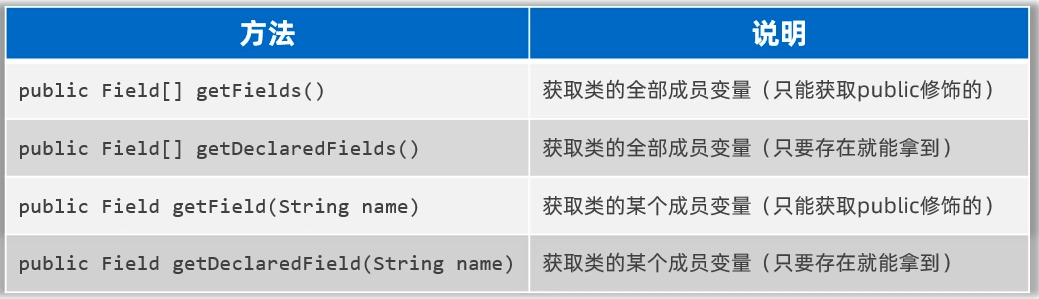 方法 说明
public Field[] getFields() 获取类的全部成员变量（只能获取public修饰的）
public Field[] getDeclaredFields() 获取类的全部成员变量（只要存在就能拿到）
public Field getField(String name) 获取类的某个成员变量（只能获取public修饰的）
public Field getDeclaredField(String name) 获取类的某个成员变量（只要存在就能拿到）